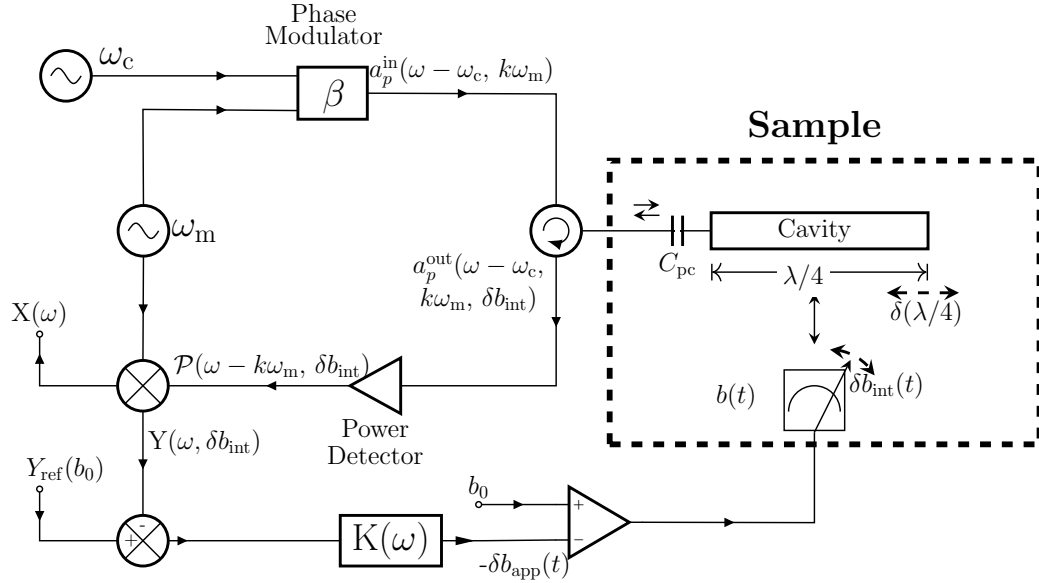 Phase
Modulator
ω_c
a_p^in(ω − ω_c, kω_m)
β
Sample
ω_m
Cavity
C_pc
a_p^out(ω − ω_c,
kω_m, δb_int)
λ/4
δ(λ/4)
X(ω)
P(ω − kω_m, δb_int)
b(t)
δb_int(t)
Power
Detector
Y(ω, δb_int)
Y_ref(b_0)
b_0
+
-
+
K(ω)
−
-δb_app(t)